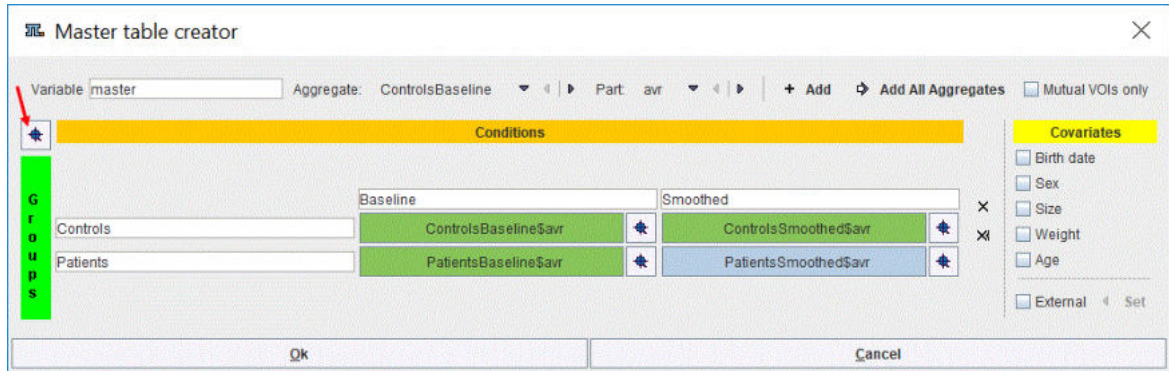 Master table creator
Variable master Aggregate: ControlsBaseline Part: avr + Add Add All Aggregates Mutual VOIs only
Conditions Covariates
Birth date
Groups
Baseline Smoothed
Sex
Controls ControlsBaseline$avr ControlsSmoothed$avr
Size
Weight
Patients PatientsBaseline$avr PatientsSmoothed$avr
Age
External Set
Ok Cancel